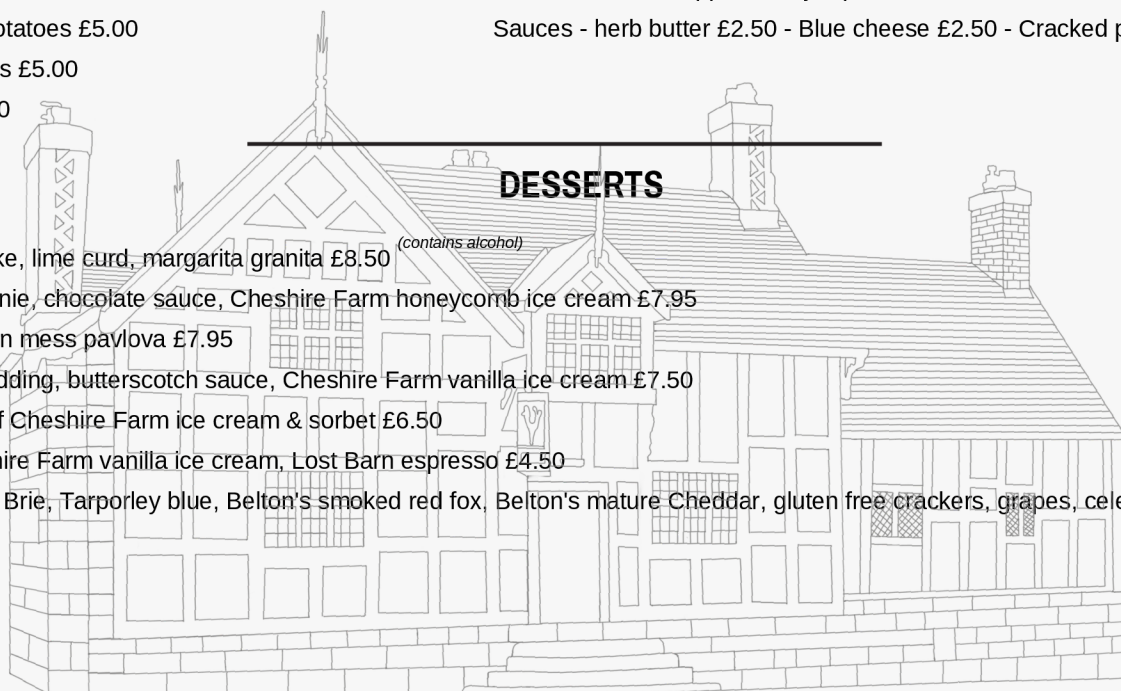 otatoes £5.00
Sauces - herb butter £2.50 - Blue cheese £2.50 - Cracked p
s £5.00
0
DESSERTS
ke, lime curd, margarita granita £8.50 (contains alcohol)
nie, chocolate sauce, Cheshire Farm honeycomb ice cream £7.95
n mess pavlova £7.95
dding, butterscotch sauce, Cheshire Farm vanilla ice cream £7.50
f Cheshire Farm ice cream & sorbet £6.50
hire Farm vanilla ice cream, Lost Barn espresso £4.50
Brie, Tarporley blue, Belton's smoked red fox, Belton's mature Cheddar, gluten free crackers, grapes, cele